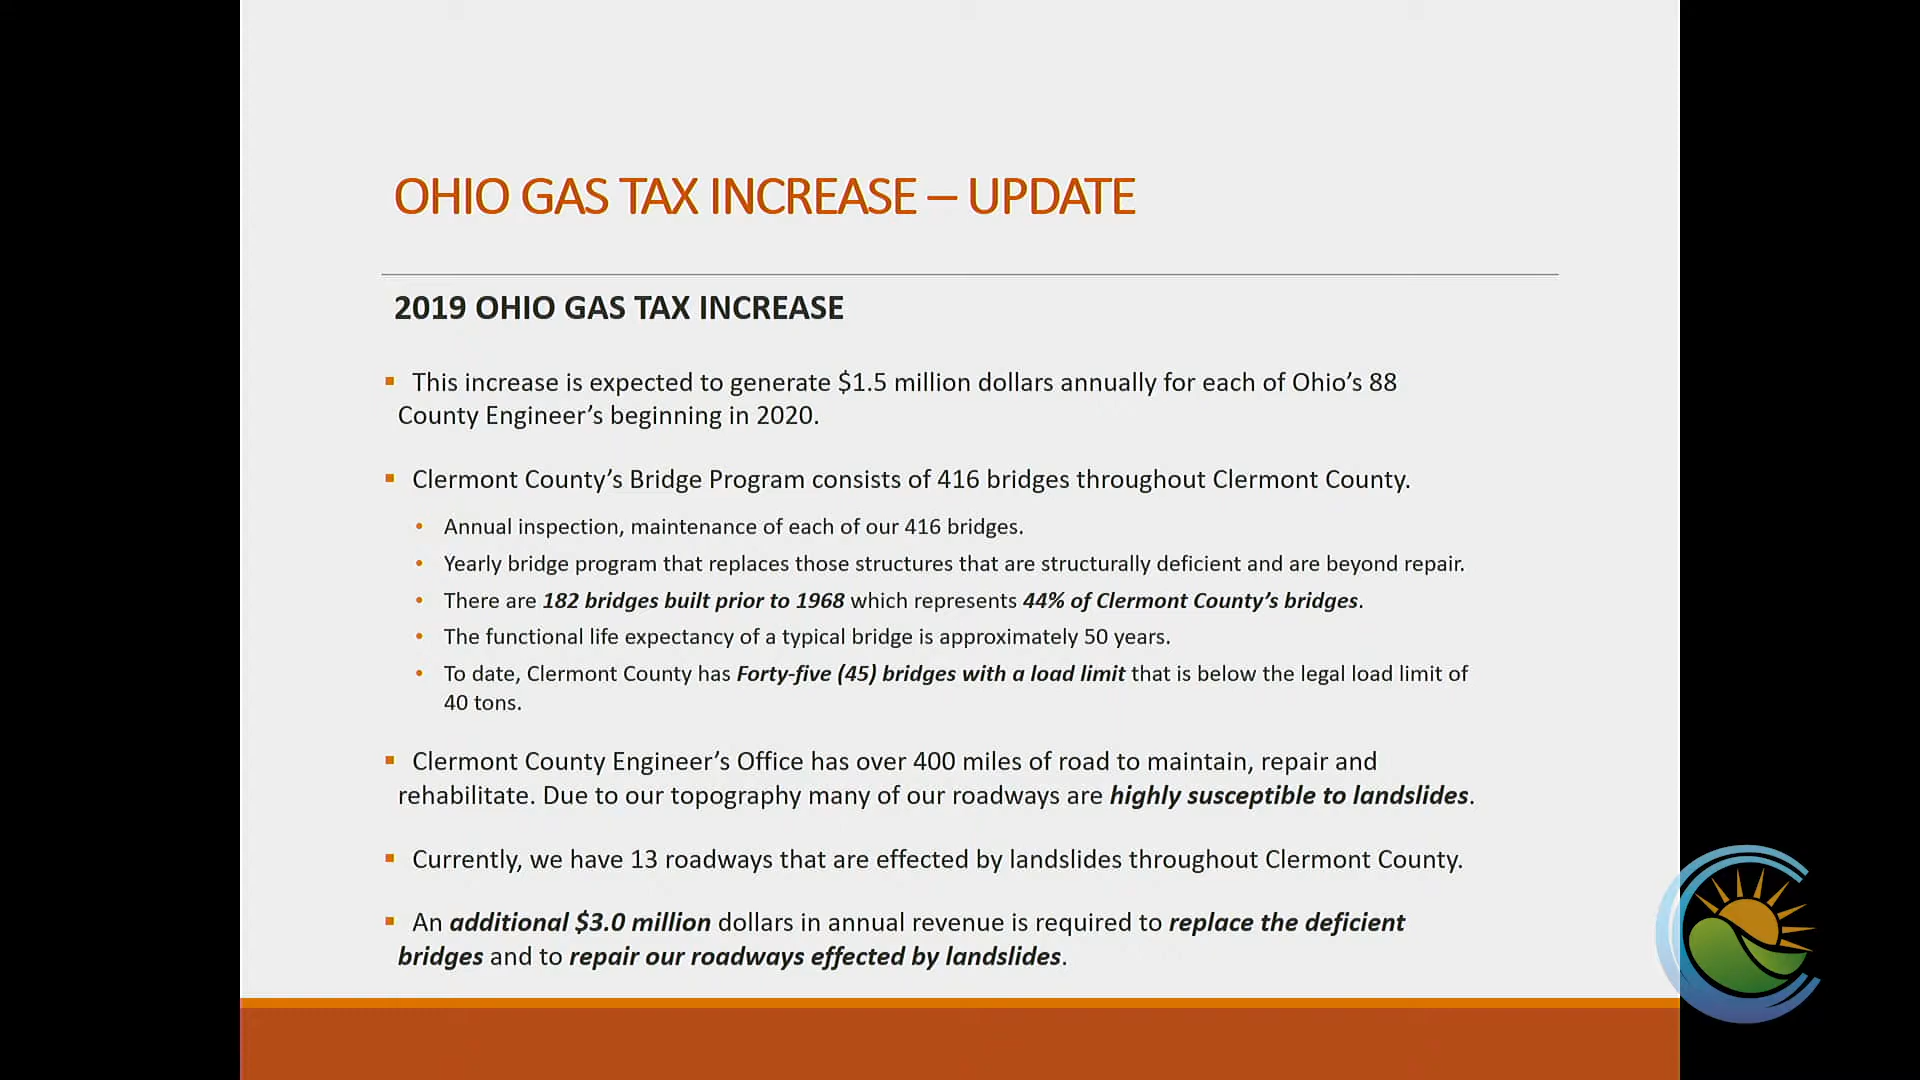 OHIO GAS TAX INCREASE – UPDATE
2019 OHIO GAS TAX INCREASE
▪ This increase is expected to generate $1.5 million dollars annually for each of Ohio’s 88
County Engineer’s beginning in 2020.
▪ Clermont County’s Bridge Program consists of 416 bridges throughout Clermont County.
• Annual inspection, maintenance of each of our 416 bridges.
• Yearly bridge program that replaces those structures that are structurally deficient and are beyond repair.
• There are 182 bridges built prior to 1968 which represents 44% of Clermont County’s bridges.
• The functional life expectancy of a typical bridge is approximately 50 years.
• To date, Clermont County has Forty-five (45) bridges with a load limit that is below the legal load limit of
40 tons.
▪ Clermont County Engineer’s Office has over 400 miles of road to maintain, repair and
rehabilitate. Due to our topography many of our roadways are highly susceptible to landslides.
▪ Currently, we have 13 roadways that are effected by landslides throughout Clermont County.
▪ An additional $3.0 million dollars in annual revenue is required to replace the deficient
bridges and to repair our roadways effected by landslides.